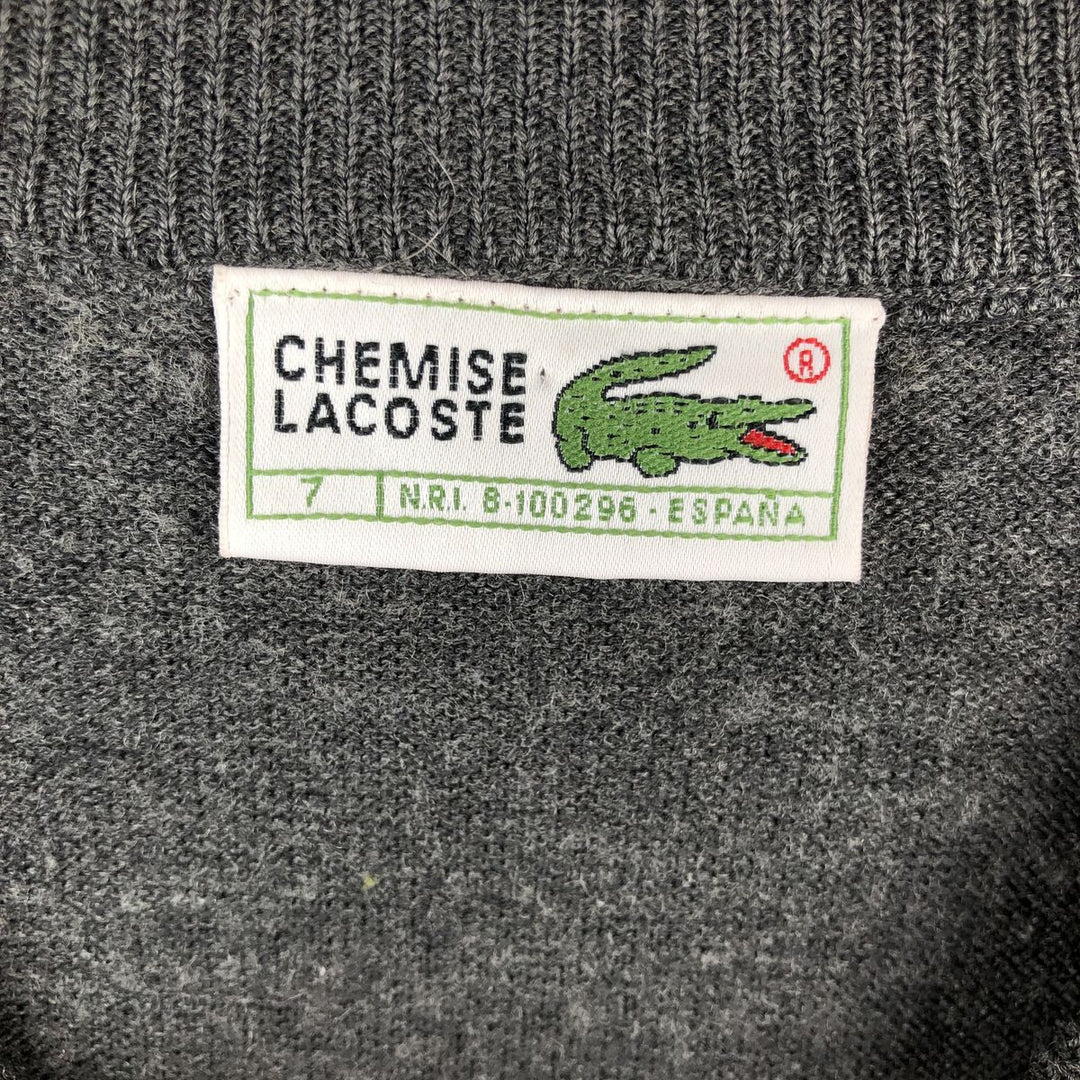 CHEMISE
LACOSTE
®
7
N.R.I. 8-100296 - ESPAÑA